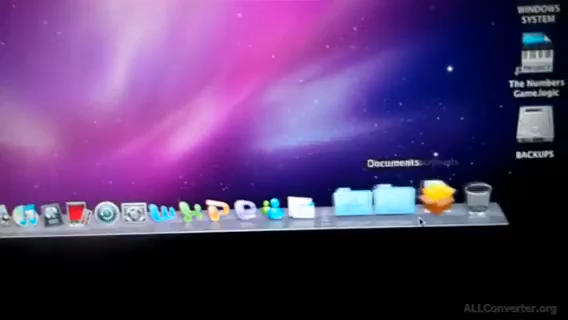 WINDOWS
SYSTEM
The Numbers
Game.logic
BACKUPS
Documents
ALLConverter.org